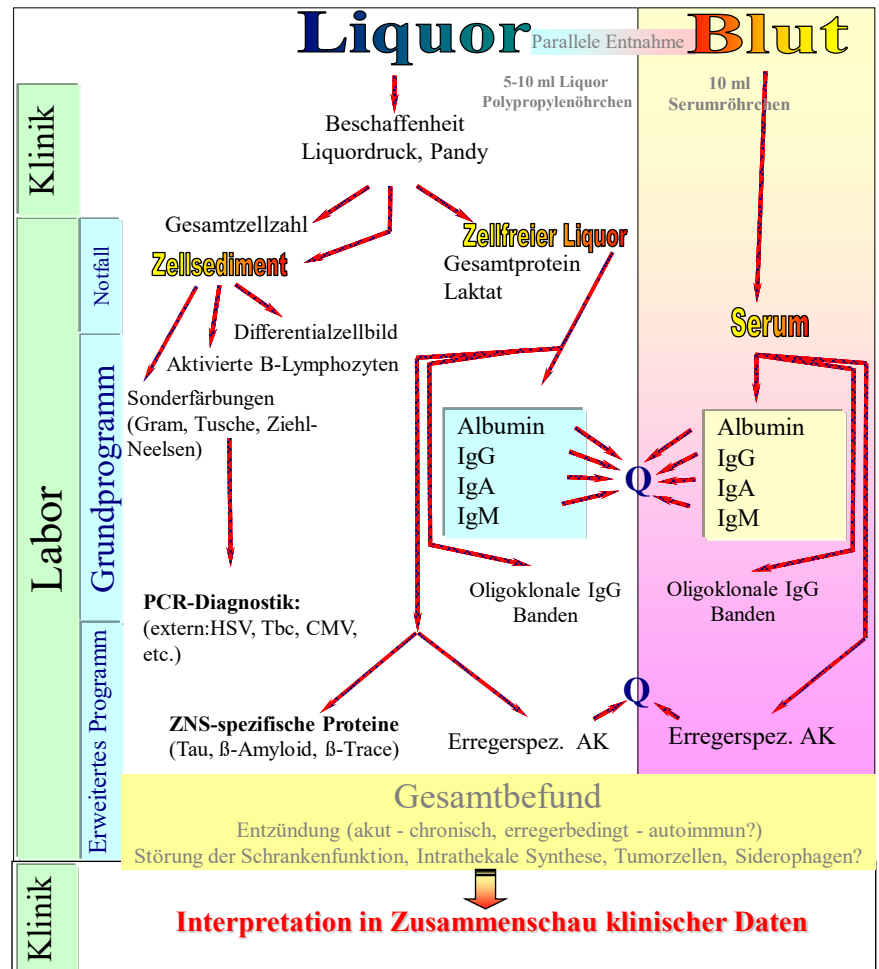 Liquor
Parallele Entnahme
Blut
5-10 ml Liquor
Polypropylenöhrchen
10 ml
Serumröhrchen
Klinik
Beschaffenheit
Liquordruck, Pandy
Labor
Notfall
Gesamtzellzahl
Zellsediment
Zellfreier Liquor
Gesamtprotein
Laktat
Serum
Differentialzellbild
Aktivierte B-Lymphozyten
Grundprogramm
Sonderfärbungen
(Gram, Tusche, Ziehl-
Neelsen)
Albumin
IgG
IgA
IgM
Q
Albumin
IgG
IgA
IgM
Oligoklonale IgG
Banden
Oligoklonale IgG
Banden
PCR-Diagnostik:
(extern:HSV, Tbc, CMV,
etc.)
Erweitertes Programm
ZNS-spezifische Proteine
(Tau, ß-Amyloid, ß-Trace)
Erregerspez. AK
Q
Erregerspez. AK
Gesamtbefund
Entzündung (akut - chronisch, erregerbedingt - autoimmun?)
Störung der Schrankenfunktion, Intrathekale Synthese, Tumorzellen, Siderophagen?
Klinik
Interpretation in Zusammenschau klinischer Daten